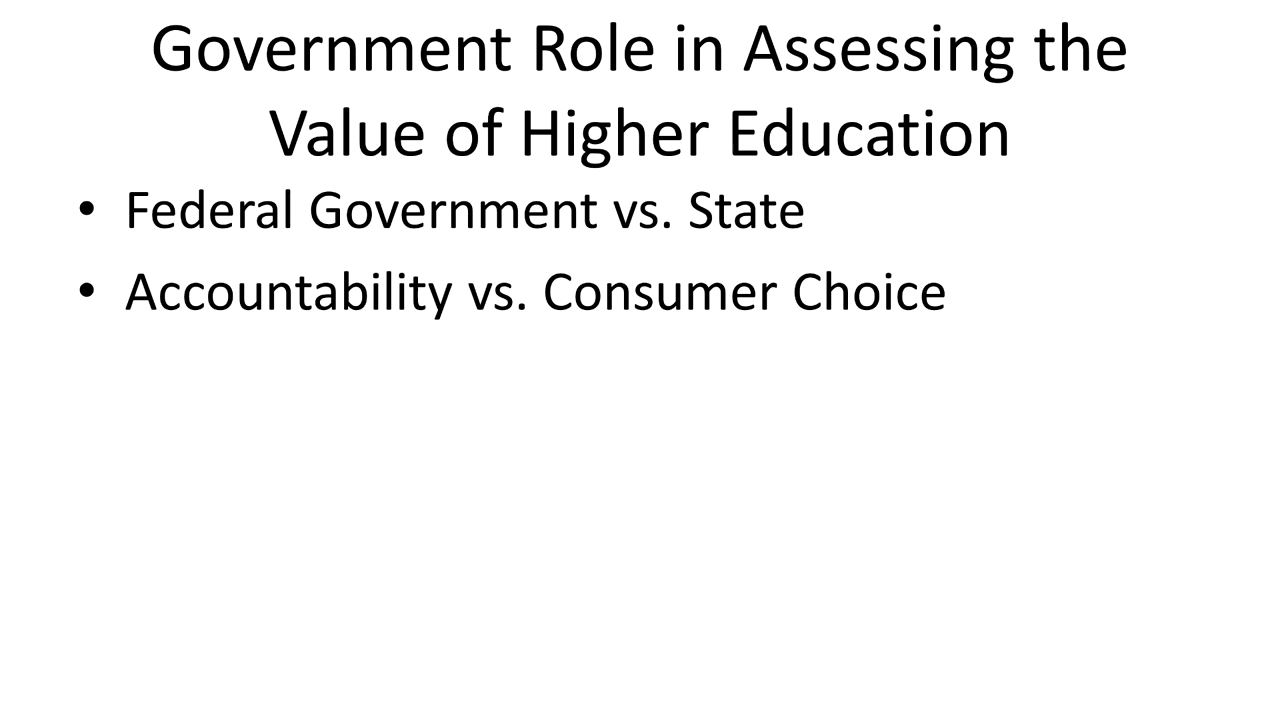 Government Role in Assessing the
Value of Higher Education
• Federal Government vs. State
• Accountability vs. Consumer Choice